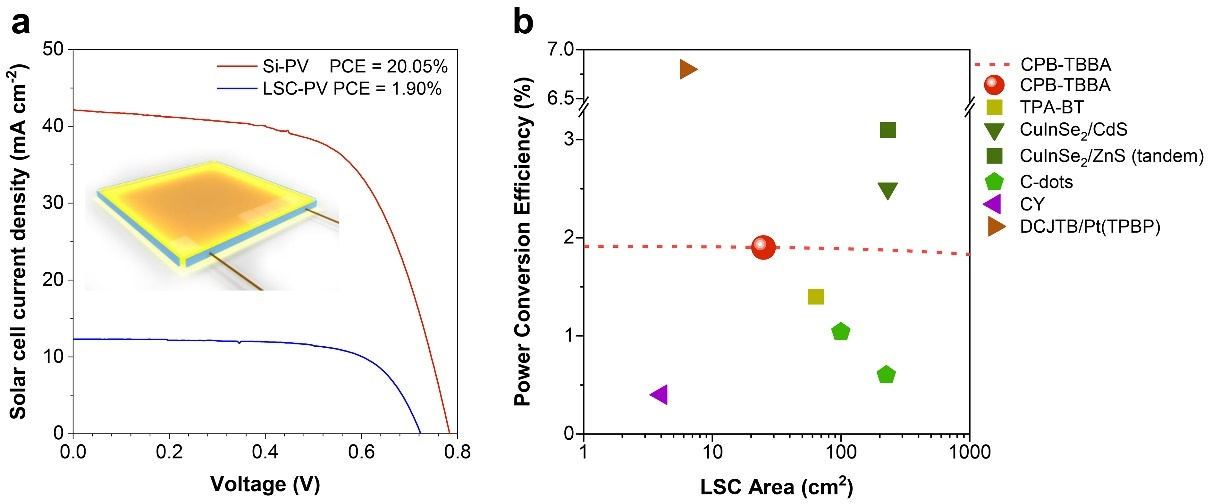 a
50
40
30
20
10
0
Solar cell current density (mA cm⁻²)
Si-PV PCE = 20.05%
LSC-PV PCE = 1.90%
0.0 0.2 0.4 0.6 0.8
Voltage (V)
b
7.0
6.5
3
2
1
0
Power Conversion Efficiency (%)
1 10 100 1000
LSC Area (cm²)
CPB-TBBA
CPB-TBBA
TPA-BT
CuInSe₂/CdS
CuInSe₂/ZnS (tandem)
C-dots
CY
DCJTB/Pt(TPBP)